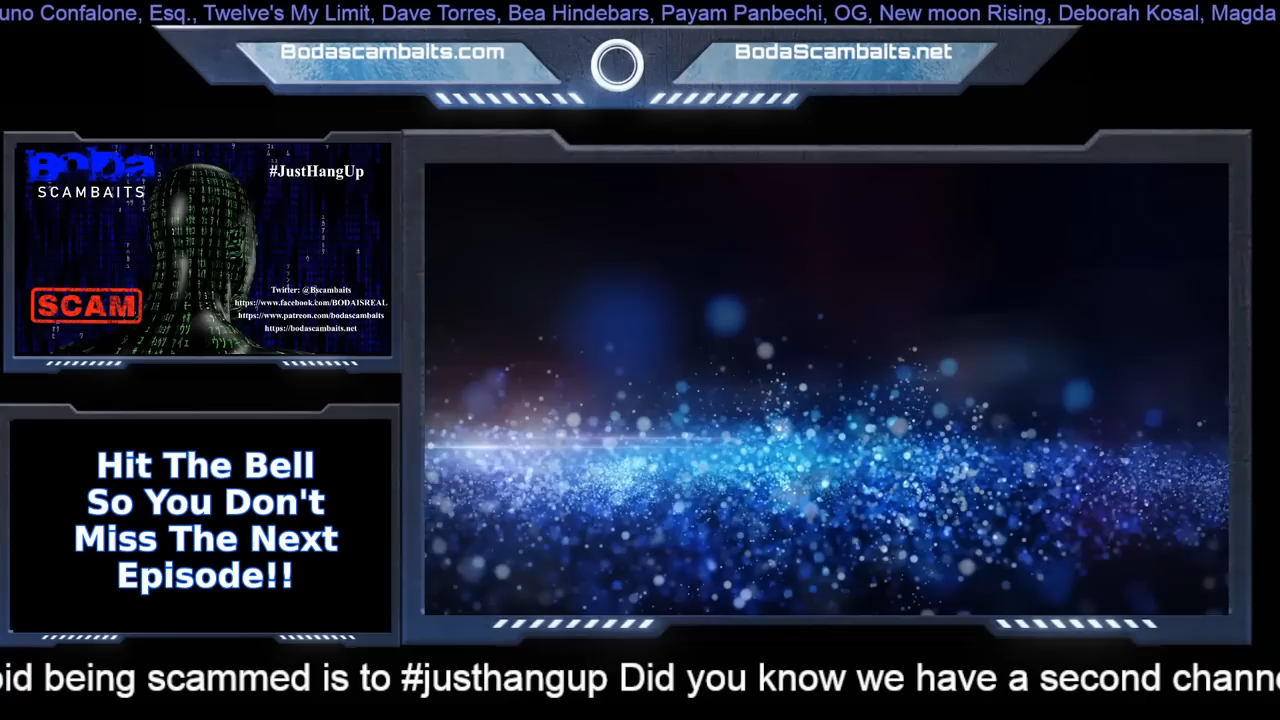 uno Confalone, Esq., Twelve's My Limit, Dave Torres, Bea Hindebars, Payam Panbechi, OG, New moon Rising, Deborah Kosal, Magda
Bodascambaits.com
BodaScambaits.net
BoDa
SCAMBAITS
#JustHangUp
SCAM
Twitter: @Bscambaits
https://www.facebook.com/BODAISREAL
https://www.patreon.com/bodascambaits
https://bodascambaits.net
Hit The Bell
So You Don't
Miss The Next
Episode!!
oid being scammed is to #justhangup Did you know we have a second channe